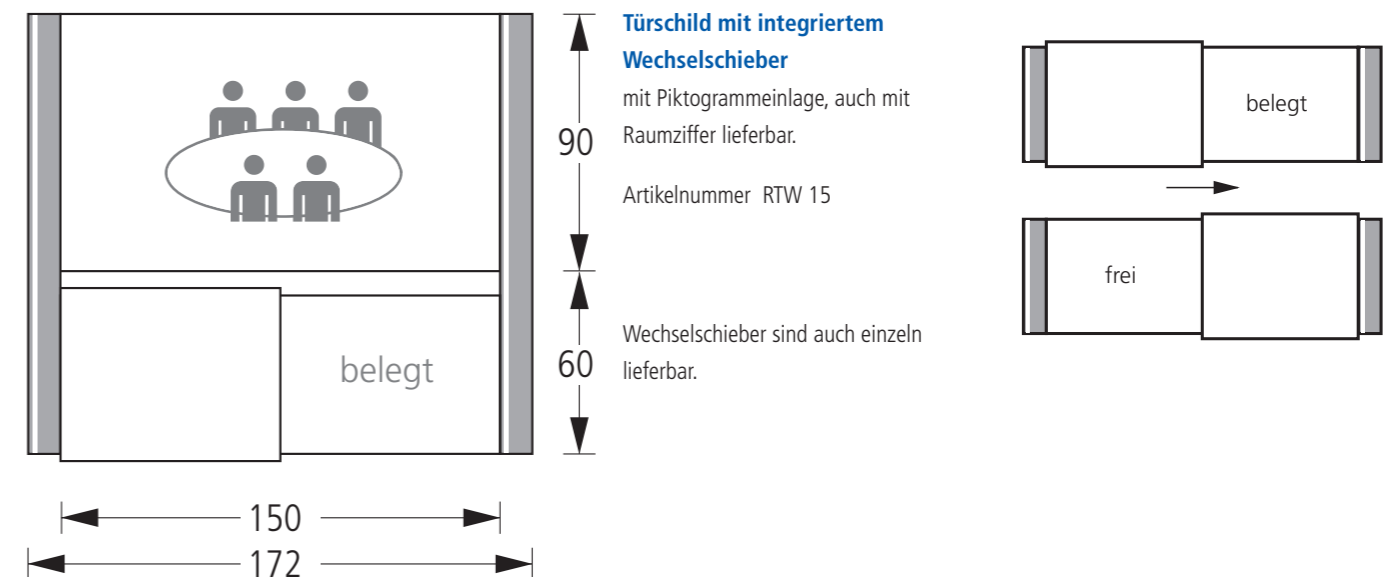 Türschild mit integriertem
Wechselschieber
mit Piktogrammeinlage, auch mit
Raumziffer lieferbar.
Artikelnummer RTW 15
90
belegt
60
Wechselschieber sind auch einzeln
lieferbar.
150
172
belegt
frei